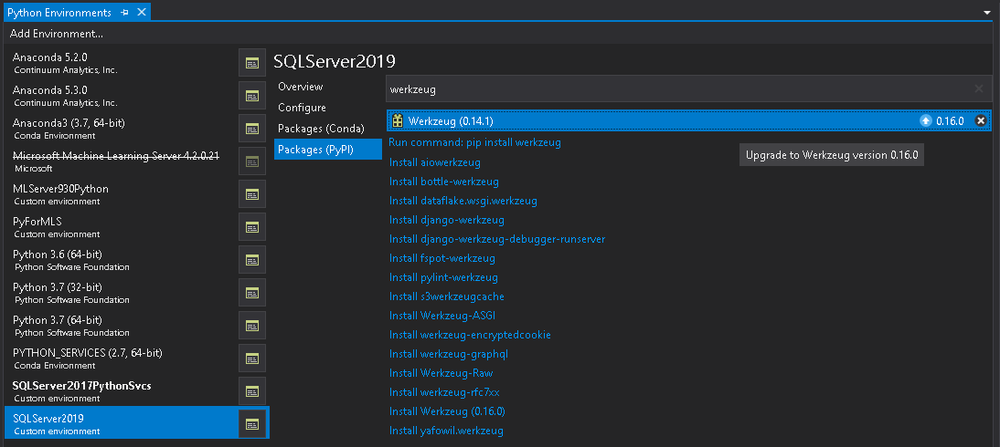 Python Environments
Add Environment...
Anaconda 5.2.0
Continuum Analytics, Inc.
Anaconda 5.3.0
Continuum Analytics, Inc.
Anaconda3 (3.7, 64-bit)
Conda Environment
Microsoft Machine Learning Server 4.2.0.21
Microsoft
MLServer930Python
Custom environment
PyForMLS
Custom environment
Python 3.6 (64-bit)
Python Software Foundation
Python 3.7 (32-bit)
Python Software Foundation
Python 3.7 (64-bit)
Python Software Foundation
PYTHON_SERVICES (2.7, 64-bit)
Conda Environment
SQLServer2017PythonSvcs
Custom environment
SQLServer2019
Custom environment
SQLServer2019
Overview
Configure
Packages (Conda)
Packages (PyPI)
werkzeug
Werkzeug (0.14.1) 0.16.0
Run command: pip install werkzeug
Upgrade to Werkzeug version 0.16.0
Install aiowerkzeug
Install bottle-werkzeug
Install dataflake.wsgi.werkzeug
Install django-werkzeug
Install django-werkzeug-debugger-runserver
Install fspot-werkzeug
Install pylint-werkzeug
Install s3werkzeugcache
Install Werkzeug-ASGI
Install werkzeug-encryptedcookie
Install werkzeug-graphql
Install Werkzeug-Raw
Install werkzeug-rfc7xx
Install Werkzeug (0.16.0)
Install yafowil.werkzeug